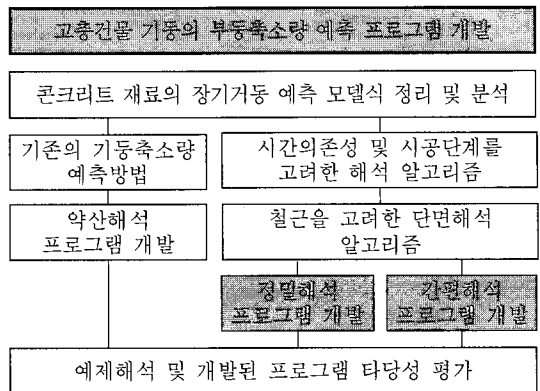 고층건물 기둥의 부등축소량 예측 프로그램 개발
콘크리트 재료의 장기거동 예측 모델식 정리 및 분석
기존의 기둥축소량
예측방법
시간의존성 및 시공단계를
고려한 해석 알고리즘
약산해석
프로그램 개발
철근을 고려한 단면해석
알고리즘
정밀해석
프로그램 개발
간편해석
프로그램 개발
예제해석 및 개발된 프로그램 타당성 평가